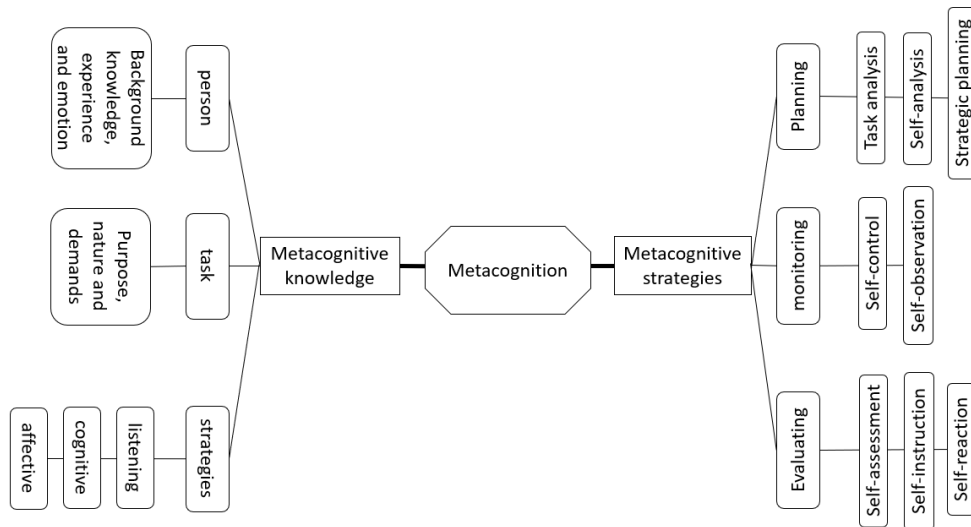 Metacognition
Metacognitive
knowledge
person
Background
knowledge,
experience
and emotion
task
Purpose,
nature and
demands
strategies
listening
cognitive
affective
Metacognitive
strategies
Planning
Task analysis
Self-analysis
Strategic planning
monitoring
Self-control
Self-observation
Evaluating
Self-assessment
Self-instruction
Self-reaction